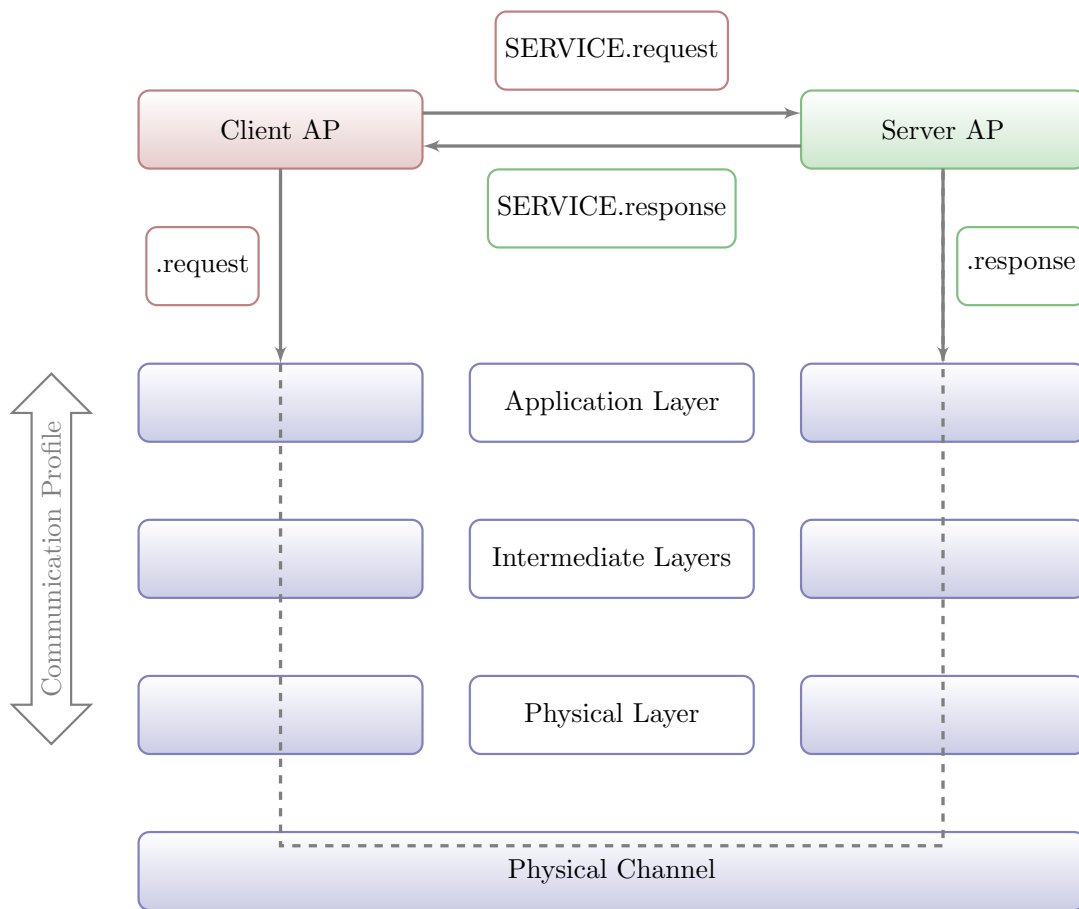 SERVICE.request
Client AP
Server AP
SERVICE.response
.request
.response
Application Layer
Communication Profile
Intermediate Layers
Physical Layer
Physical Channel